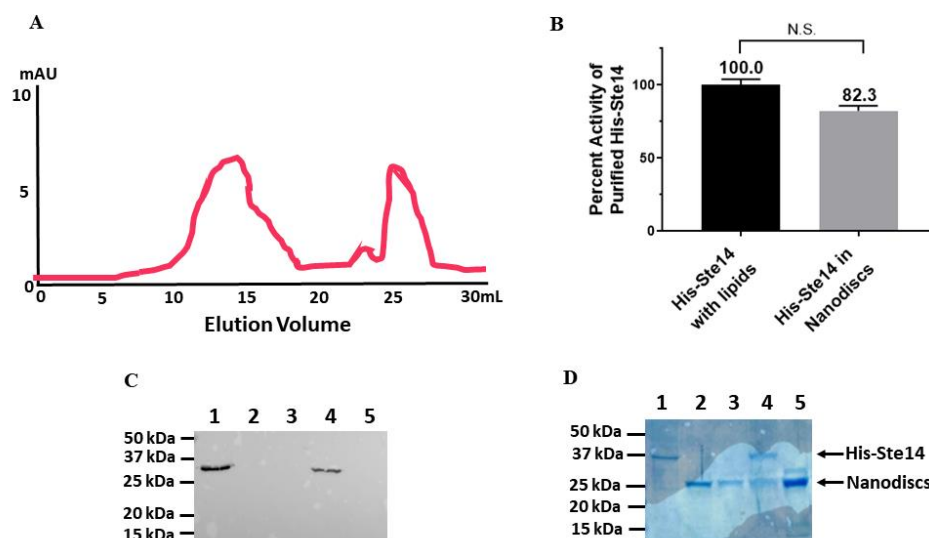 A
mAU
10
5
0
0 5 10 15 20 25 30mL
Elution Volume
B
N.S.
Percent Activity of
Purified His-Ste14
100
50
0
100.0
82.3
His-Ste14
with lipids
His-Ste14 in
Nanodiscs
C
1 2 3 4 5
50 kDa
37 kDa
25 kDa
20 kDa
15 kDa
D
1 2 3 4 5
50 kDa
37 kDa
25 kDa
20 kDa
15 kDa
His-Ste14
Nanodiscs